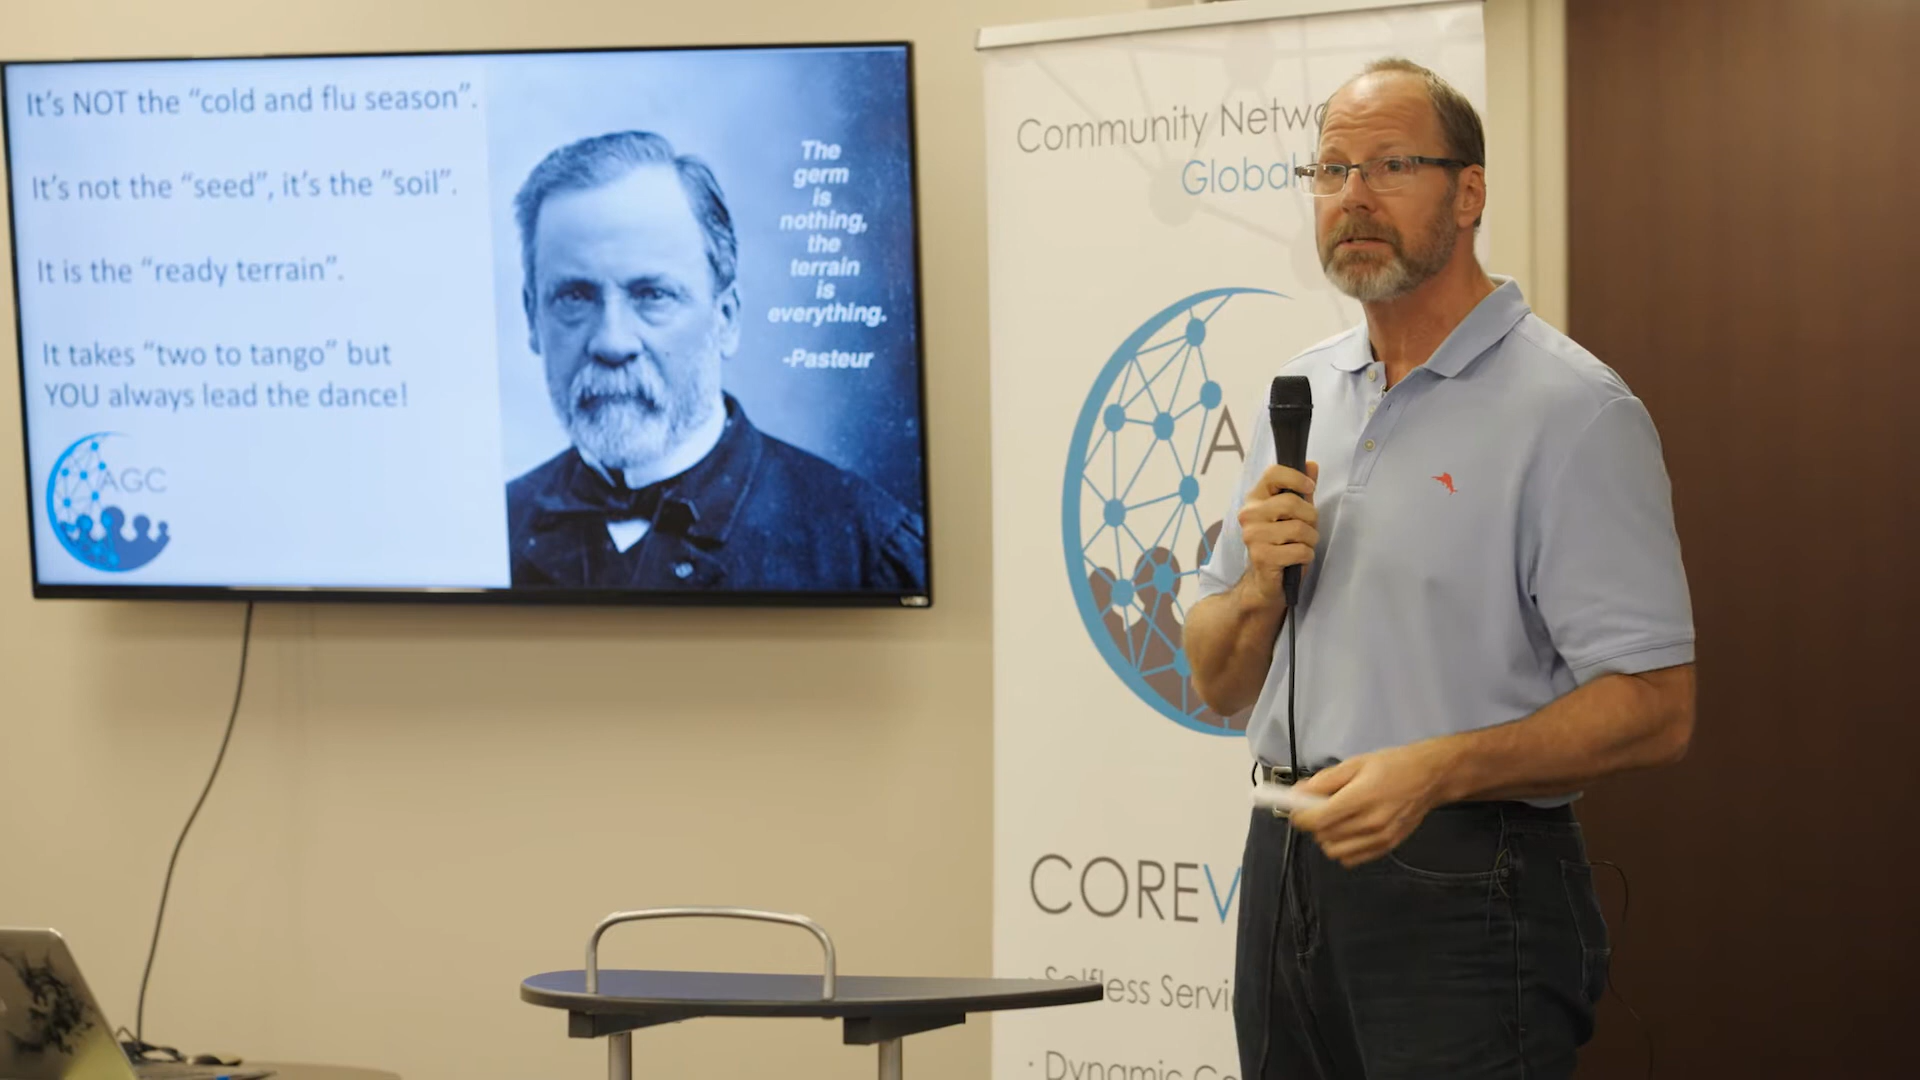 It's NOT the “cold and flu season”.
It's not the “seed”, it's the ”soil”.
It is the “ready terrain”.
It takes “two to tango” but
YOU always lead the dance!
AGC
The
germ
is
nothing,
the
terrain
is
everything.
-Pasteur
Community Netwo
Global
A
COREV
· Selfless Servi
· Dynamic Co